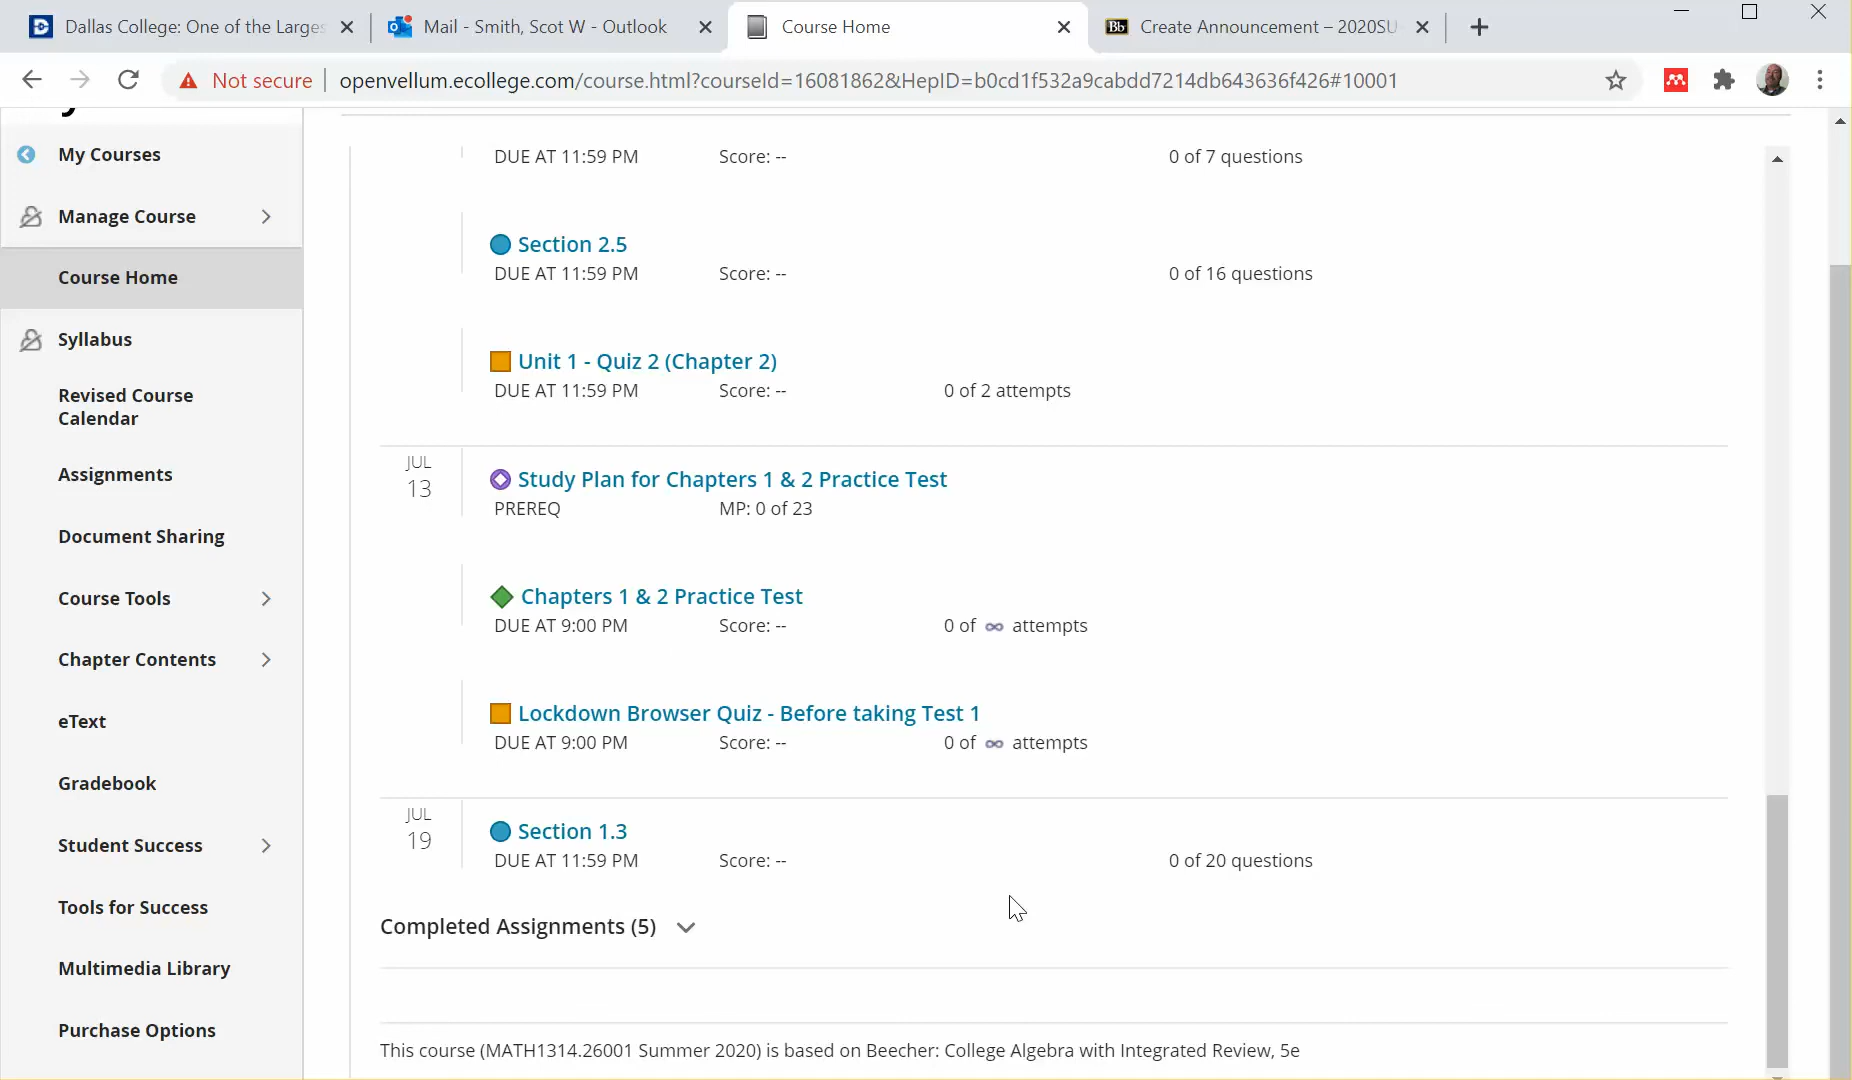 Dallas College: One of the Larges
Mail - Smith, Scot W - Outlook
Course Home
Bb Create Announcement – 2020SU
Not secure
openvellum.ecollege.com/course.html?courseId=16081862&HepID=b0cd1f532a9cabdd7214db643636f426#10001
My Courses
Manage Course
Course Home
Syllabus
Revised Course
Calendar
Assignments
Document Sharing
Course Tools
Chapter Contents
eText
Gradebook
Student Success
Tools for Success
Multimedia Library
Purchase Options
DUE AT 11:59 PM Score: -- 0 of 7 questions
Section 2.5
DUE AT 11:59 PM Score: -- 0 of 16 questions
Unit 1 - Quiz 2 (Chapter 2)
DUE AT 11:59 PM Score: -- 0 of 2 attempts
JUL
13
Study Plan for Chapters 1 & 2 Practice Test
PREREQ MP: 0 of 23
Chapters 1 & 2 Practice Test
DUE AT 9:00 PM Score: -- 0 of ∞ attempts
Lockdown Browser Quiz - Before taking Test 1
DUE AT 9:00 PM Score: -- 0 of ∞ attempts
JUL
19
Section 1.3
DUE AT 11:59 PM Score: -- 0 of 20 questions
Completed Assignments (5)
This course (MATH1314.26001 Summer 2020) is based on Beecher: College Algebra with Integrated Review, 5e